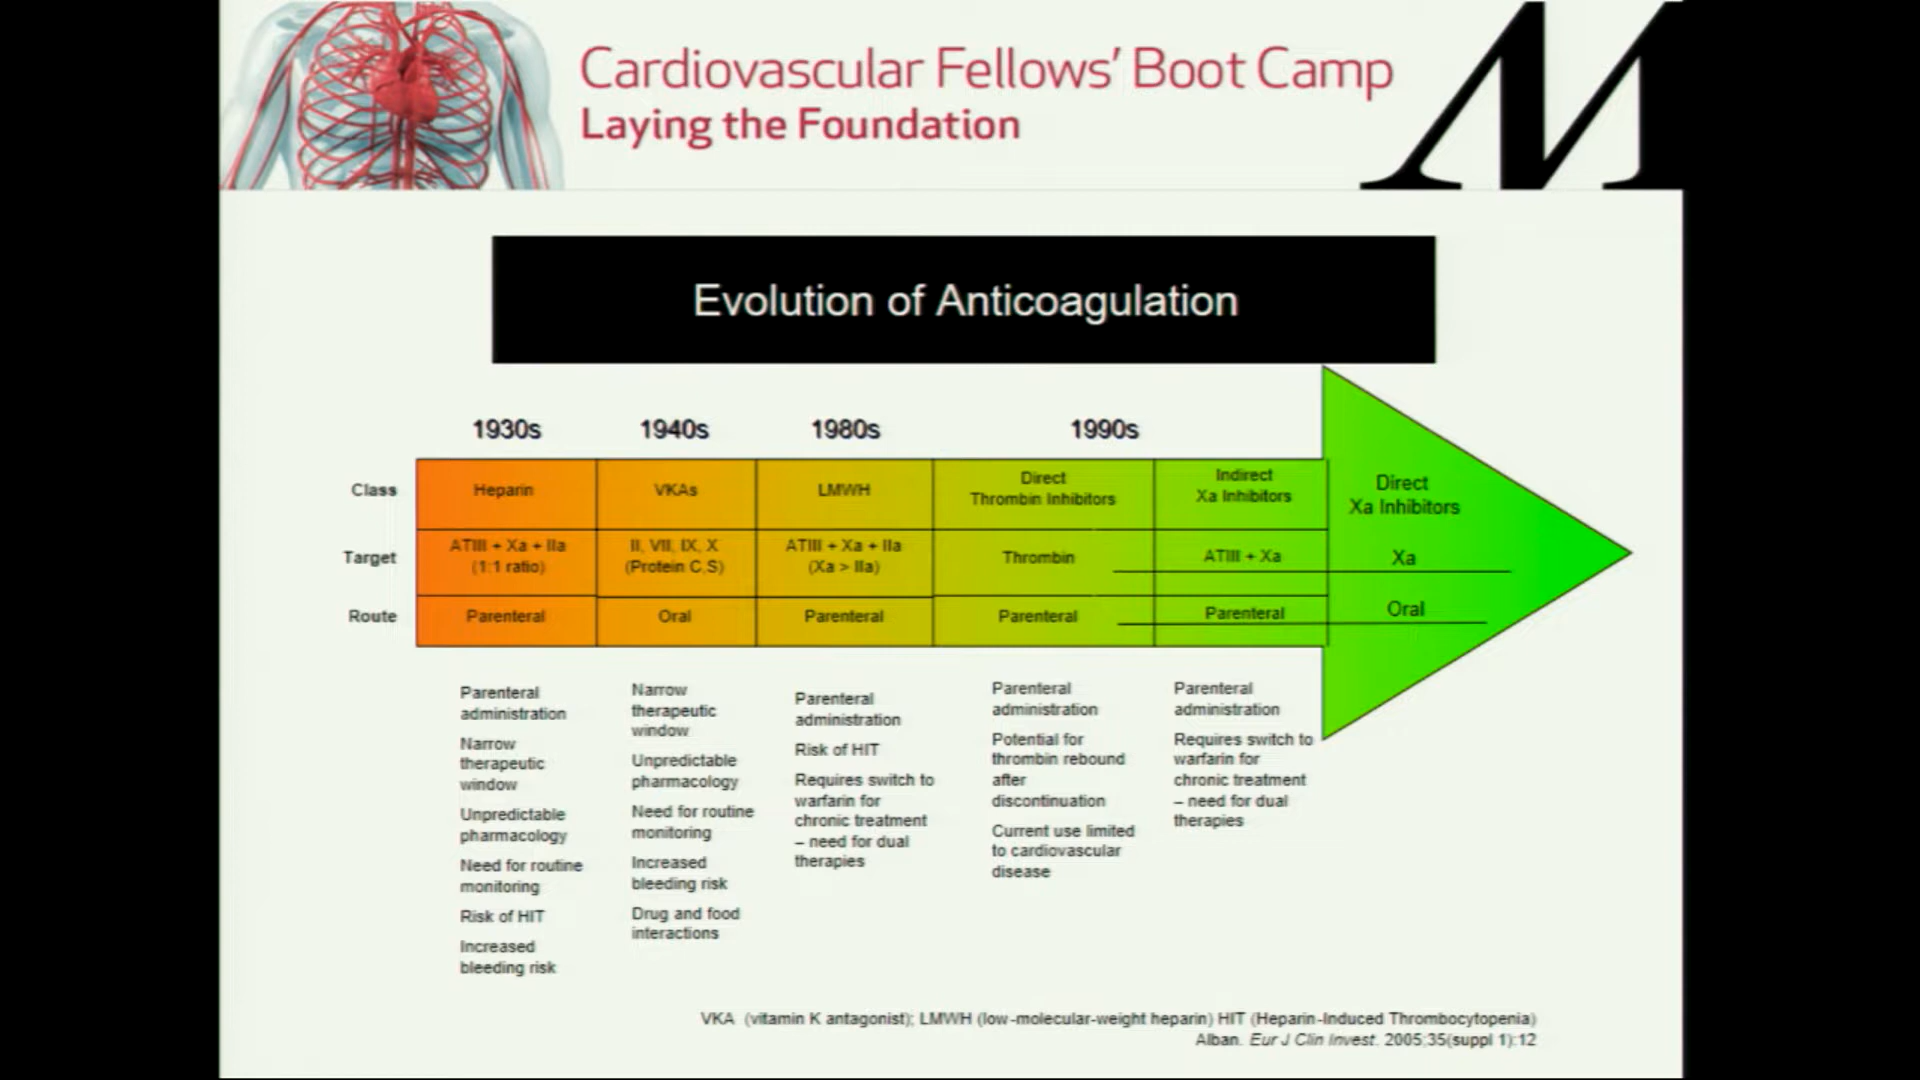 Cardiovascular Fellows' Boot Camp
Laying the Foundation
M
Evolution of Anticoagulation
1930s 1940s 1980s 1990s
Class Heparin VKAs LMWH Direct Thrombin Inhibitors Indirect Xa Inhibitors Direct Xa Inhibitors
Target ATIII + Xa + IIa (1:1 ratio) II, VII, IX, X (Protein C,S) ATIII + Xa + IIa (Xa > IIa) Thrombin ATIII + Xa Xa
Route Parenteral Oral Parenteral Parenteral Parenteral Oral
Parenteral
administration
Narrow
therapeutic
window
Unpredictable
pharmacology
Need for routine
monitoring
Risk of HIT
Increased
bleeding risk
Narrow
therapeutic
window
Unpredictable
pharmacology
Need for routine
monitoring
Increased
bleeding risk
Drug and food
interactions
Parenteral
administration
Risk of HIT
Requires switch to
warfarin for
chronic treatment
– need for dual
therapies
Parenteral
administration
Potential for
thrombin rebound
after
discontinuation
Current use limited
to cardiovascular
disease
Parenteral
administration
Requires switch to
warfarin for
chronic treatment
– need for dual
therapies
VKA (vitamin K antagonist); LMWH (low-molecular-weight heparin) HIT (Heparin-Induced Thrombocytopenia)
Alban. Eur J Clin Invest. 2005;35(suppl 1):12